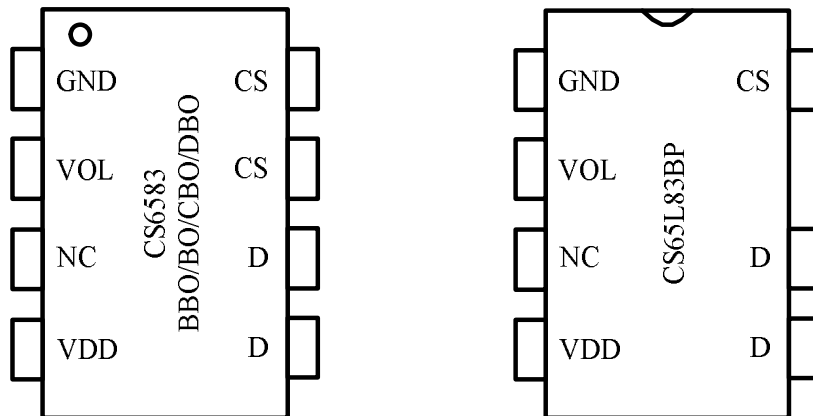 GND CS
VOL CS
NC D
VDD D
CS6583
BBO/BO/CBO/DBO
GND CS
VOL
NC D
VDD D
CS65L83BP